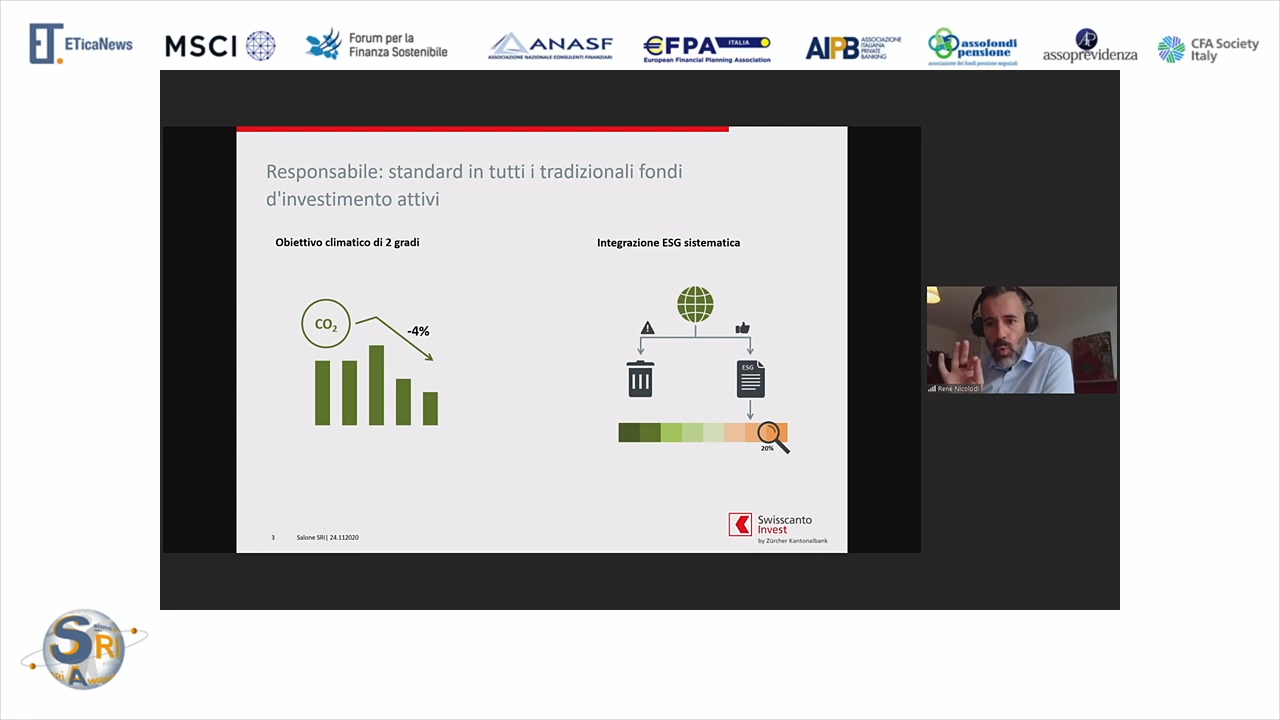 ETicaNews
MSCI
Forum per la
Finanza Sostenibile
ANASF
ASSOCIAZIONE NAZIONALE CONSULENTI FINANZIARI
€FPA ITALIA
European Financial Planning Association
AIPB
ASSOCIAZIONE
ITALIANA
PRIVATE
BANKING
assofondi
pensione
associazione dei fondi pensione negoziali
AP
assoprevidenza
CFA Society
Italy
Responsabile: standard in tutti i tradizionali fondi
d'investimento attivi
Obiettivo climatico di 2 gradi
Integrazione ESG sistematica
CO₂
-4%
ESG
20%
René Nicolodi
Swisscanto
Invest
by Zürcher Kantonalbank
3
Salone SRI| 24.112020
SRI